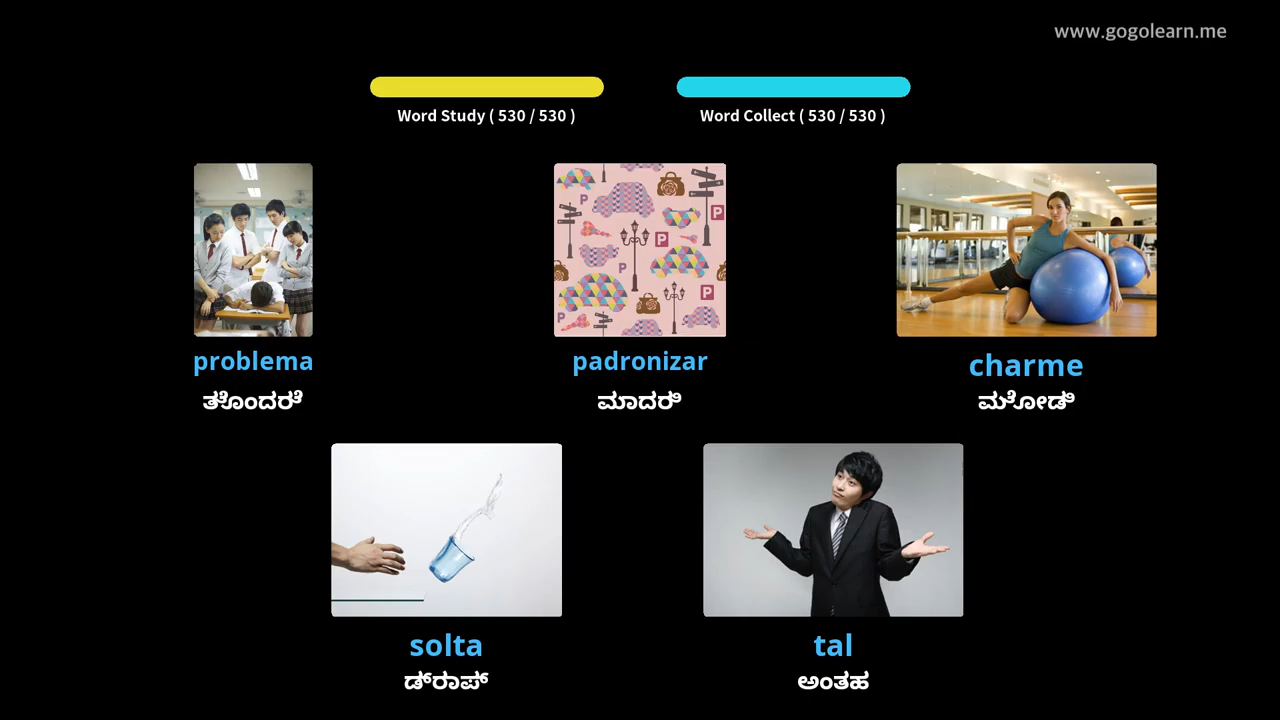 www.gogolearn.me
Word Study ( 530 / 530 ) Word Collect ( 530 / 530 )
P
P
P
P
P
P
problema padronizar charme
ತೊಂದರೆ ಮಾದರಿ ಮೋಡಿ
solta tal
ಡ್ರಾಪ್ ಅಂತಹ